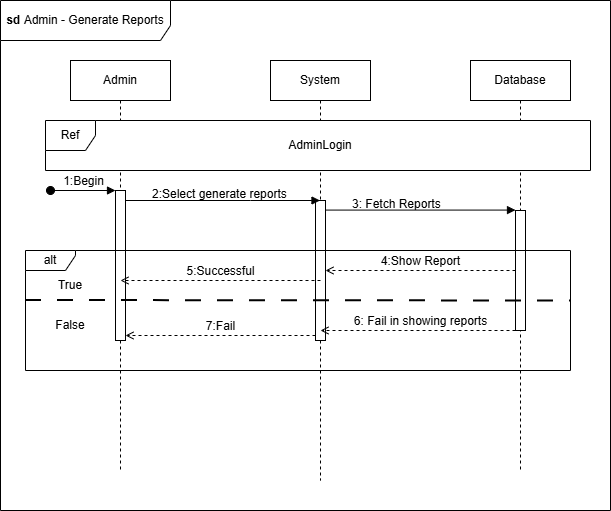 sd Admin - Generate Reports
Admin
System
Database
Ref
AdminLogin
1:Begin
2:Select generate reports
3: Fetch Reports
alt
4:Show Report
5:Successful
True
False
6: Fail in showing reports
7:Fail